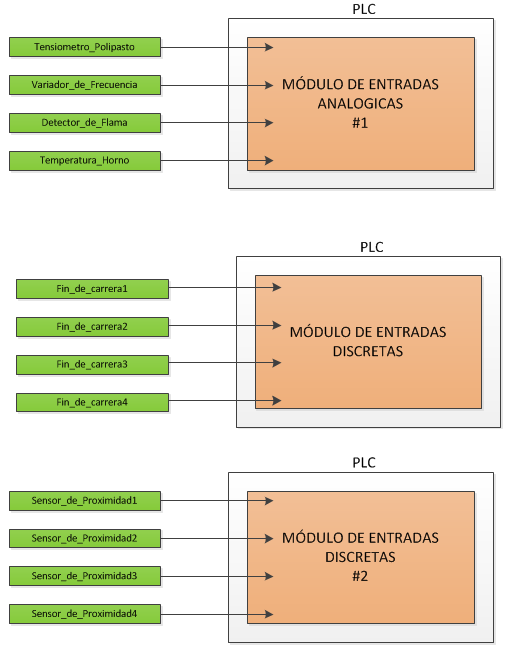 PLC
Tensiometro_Polipasto
Variador_de_Frecuencia
Detector_de_Flama
Temperatura_Horno
MÓDULO DE ENTRADAS
ANALOGICAS
#1
PLC
Fin_de_carrera1
Fin_de_carrera2
Fin_de_carrera3
Fin_de_carrera4
MÓDULO DE ENTRADAS
DISCRETAS
PLC
Sensor_de_Proximidad1
Sensor_de_Proximidad2
Sensor_de_Proximidad3
Sensor_de_Proximidad4
MÓDULO DE ENTRADAS
DISCRETAS
#2